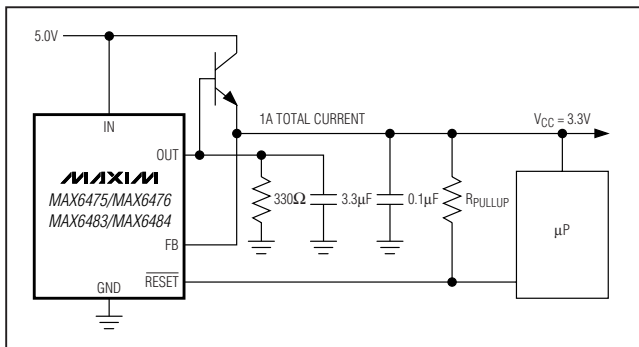 5.0V
1A TOTAL CURRENT
VCC = 3.3V
IN
OUT
MAXIM
MAX6475/MAX6476
MAX6483/MAX6484
330Ω
3.3µF
0.1µF
RPULLUP
µP
FB
RESET
GND